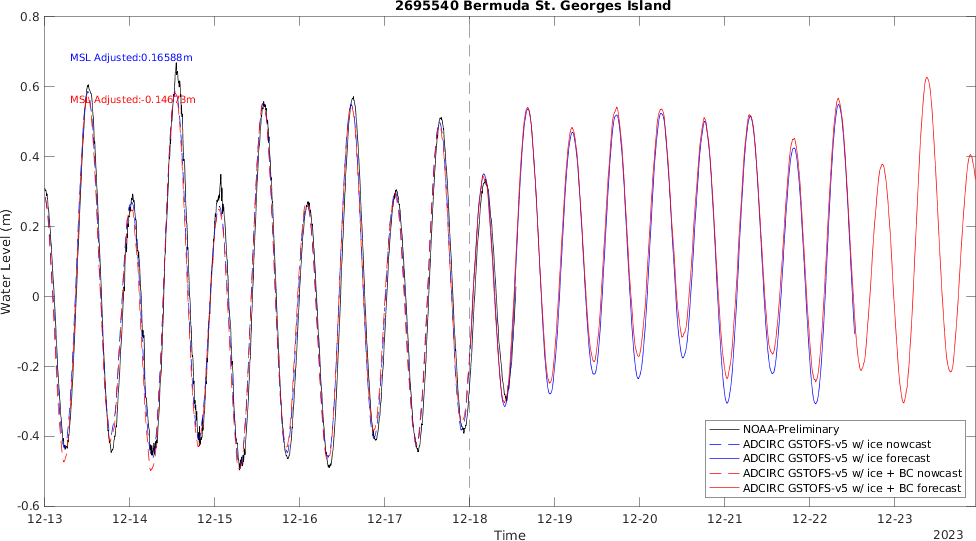 2695540 Bermuda St. Georges Island
MSL Adjusted:0.16588m
Water Level (m)
0.8
0.6
0.4
0.2
0
-0.2
-0.4
-0.6
NOAA-Preliminary
ADCIRC GSTOFS-v5 w/ ice nowcast
ADCIRC GSTOFS-v5 w/ ice forecast
ADCIRC GSTOFS-v5 w/ ice + BC nowcast
ADCIRC GSTOFS-v5 w/ ice + BC forecast
12-13 12-14 12-15 12-16 12-17 12-18 12-19 12-20 12-21 12-22 12-23
Time
2023